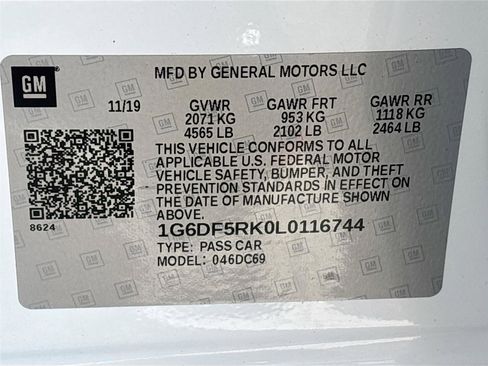 GM
MFD BY GENERAL MOTORS LLC
11/19 GVWR GAWR FRT GAWR RR
2071 KG 953 KG 1118 KG
4565 LB 2102 LB 2464 LB
THIS VEHICLE CONFORMS TO ALL
APPLICABLE U.S. FEDERAL MOTOR
VEHICLE SAFETY, BUMPER, AND THEFT
PREVENTION STANDARDS IN EFFECT ON
THE DATE OF MANUFACTURE SHOWN
ABOVE.
8624
1G6DF5RK0L0116744
TYPE: PASS CAR
MODEL: 046DC69